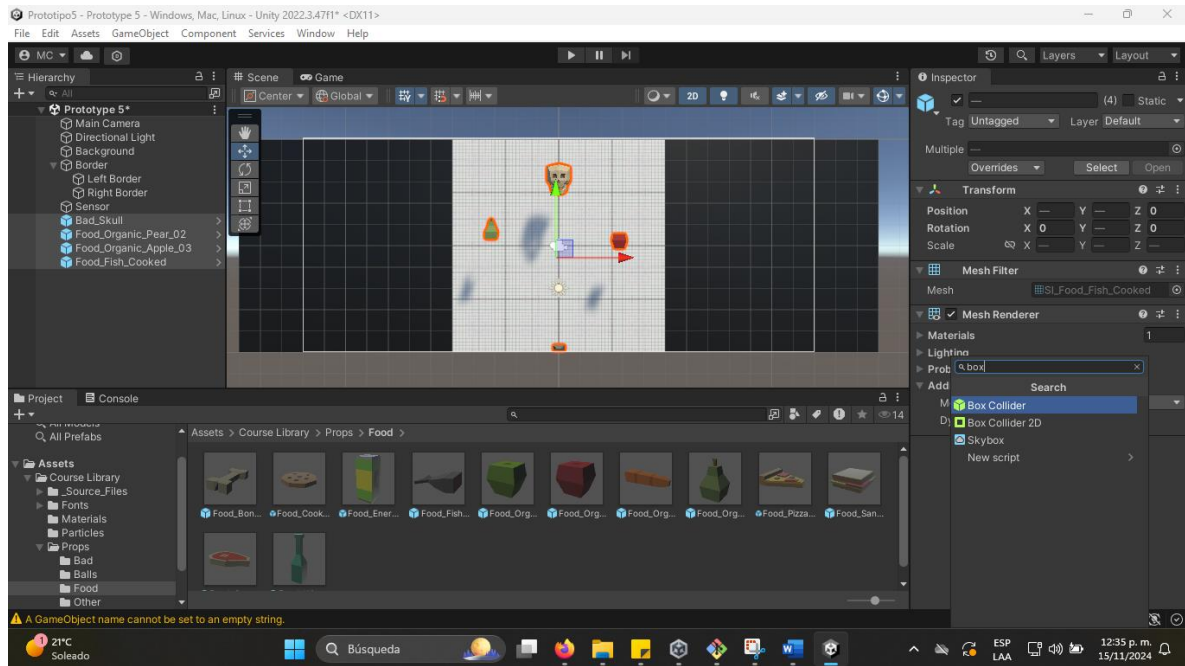 Prototipo5 - Prototype 5 - Windows, Mac, Linux - Unity 2022.3.47f1* <DX11>
File Edit Assets GameObject Component Services Window Help
MC
Layers Layout
Hierarchy
Scene Game
Inspector
All
Center Global
2D
— (4) Static
Prototype 5*
Main Camera
Directional Light
Background
Border
Left Border
Right Border
Sensor
Bad_Skull
Food_Organic_Pear_02
Food_Organic_Apple_03
Food_Fish_Cooked
Tag Untagged Layer Default
Multiple —
Overrides Select Open
Transform
Position X — Y — Z 0
Rotation X 0 Y — Z 0
Scale X — Y — Z —
Mesh Filter
Mesh SI_Food_Fish_Cooked
Mesh Renderer
Materials 1
Lighting
Prob
Add
M
box
Search
Box Collider
Box Collider 2D
Skybox
New script
Project Console
14
All Prefabs
Assets > Course Library > Props > Food >
Assets
Course Library
_Source_Files
Fonts
Materials
Particles
Props
Bad
Balls
Food
Other
Food_Bon... Food_Cook... Food_Ener... Food_Fish... Food_Org... Food_Org... Food_Org... Food_Org... Food_Pizza... Food_San...
A GameObject name cannot be set to an empty string.
1
21°C
Soleado
Búsqueda
ESP
LAA
12:35 p. m.
15/11/2024